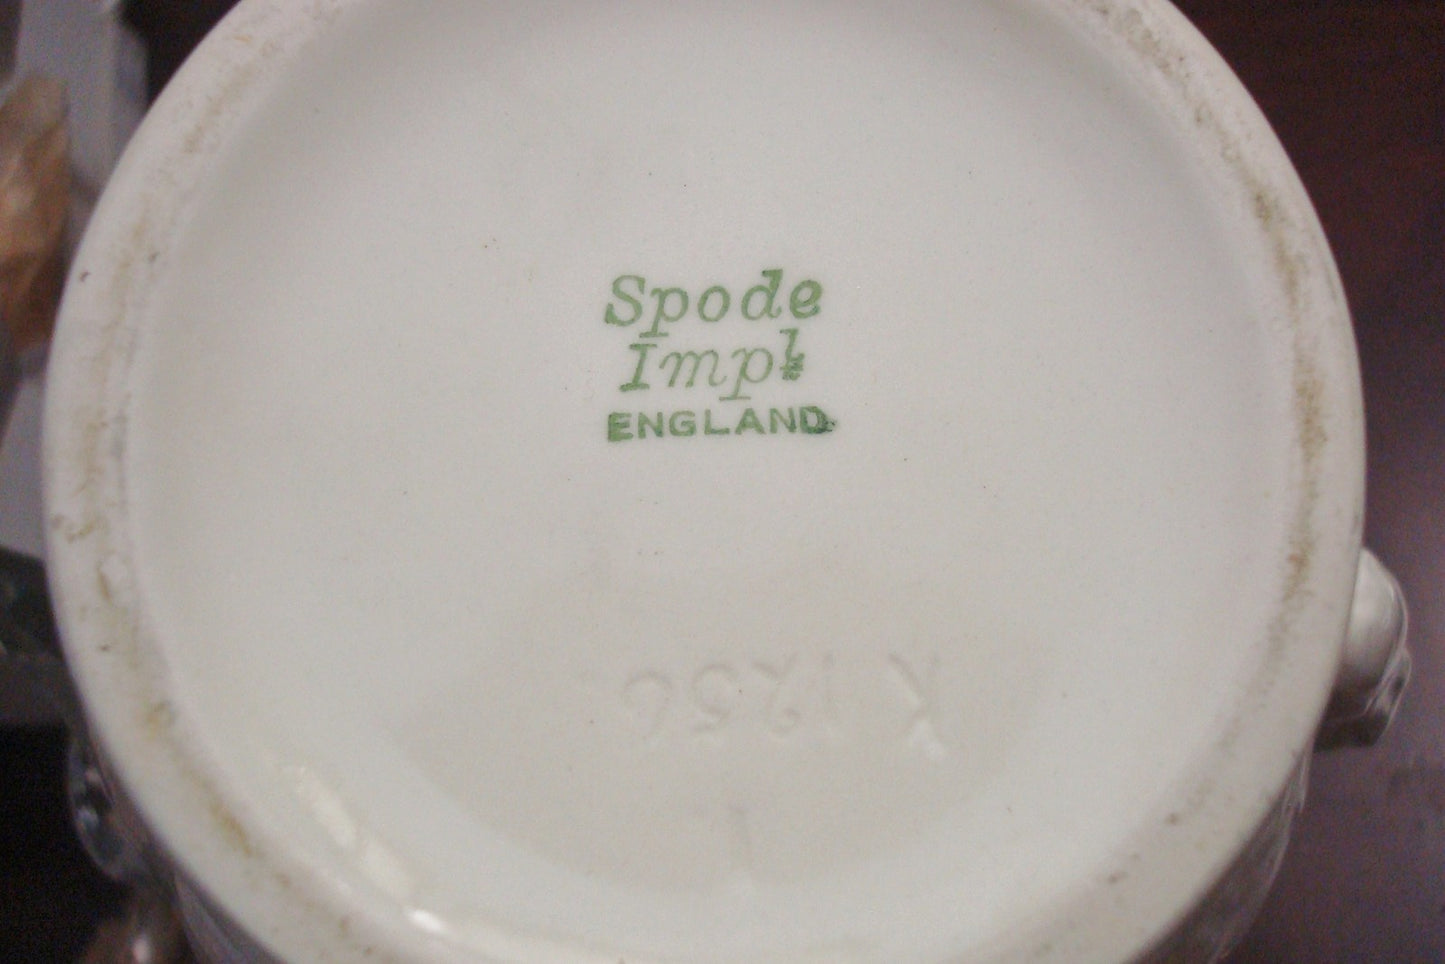 Spode
Impl
ENGLAND
K1256